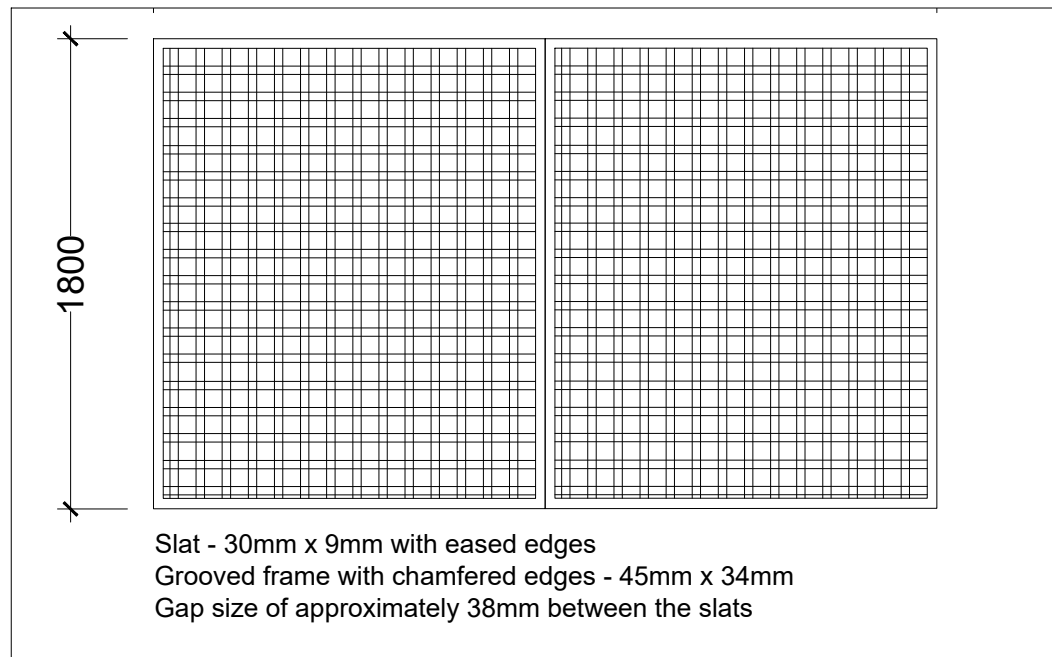 1800
Slat - 30mm x 9mm with eased edges
Grooved frame with chamfered edges - 45mm x 34mm
Gap size of approximately 38mm between the slats